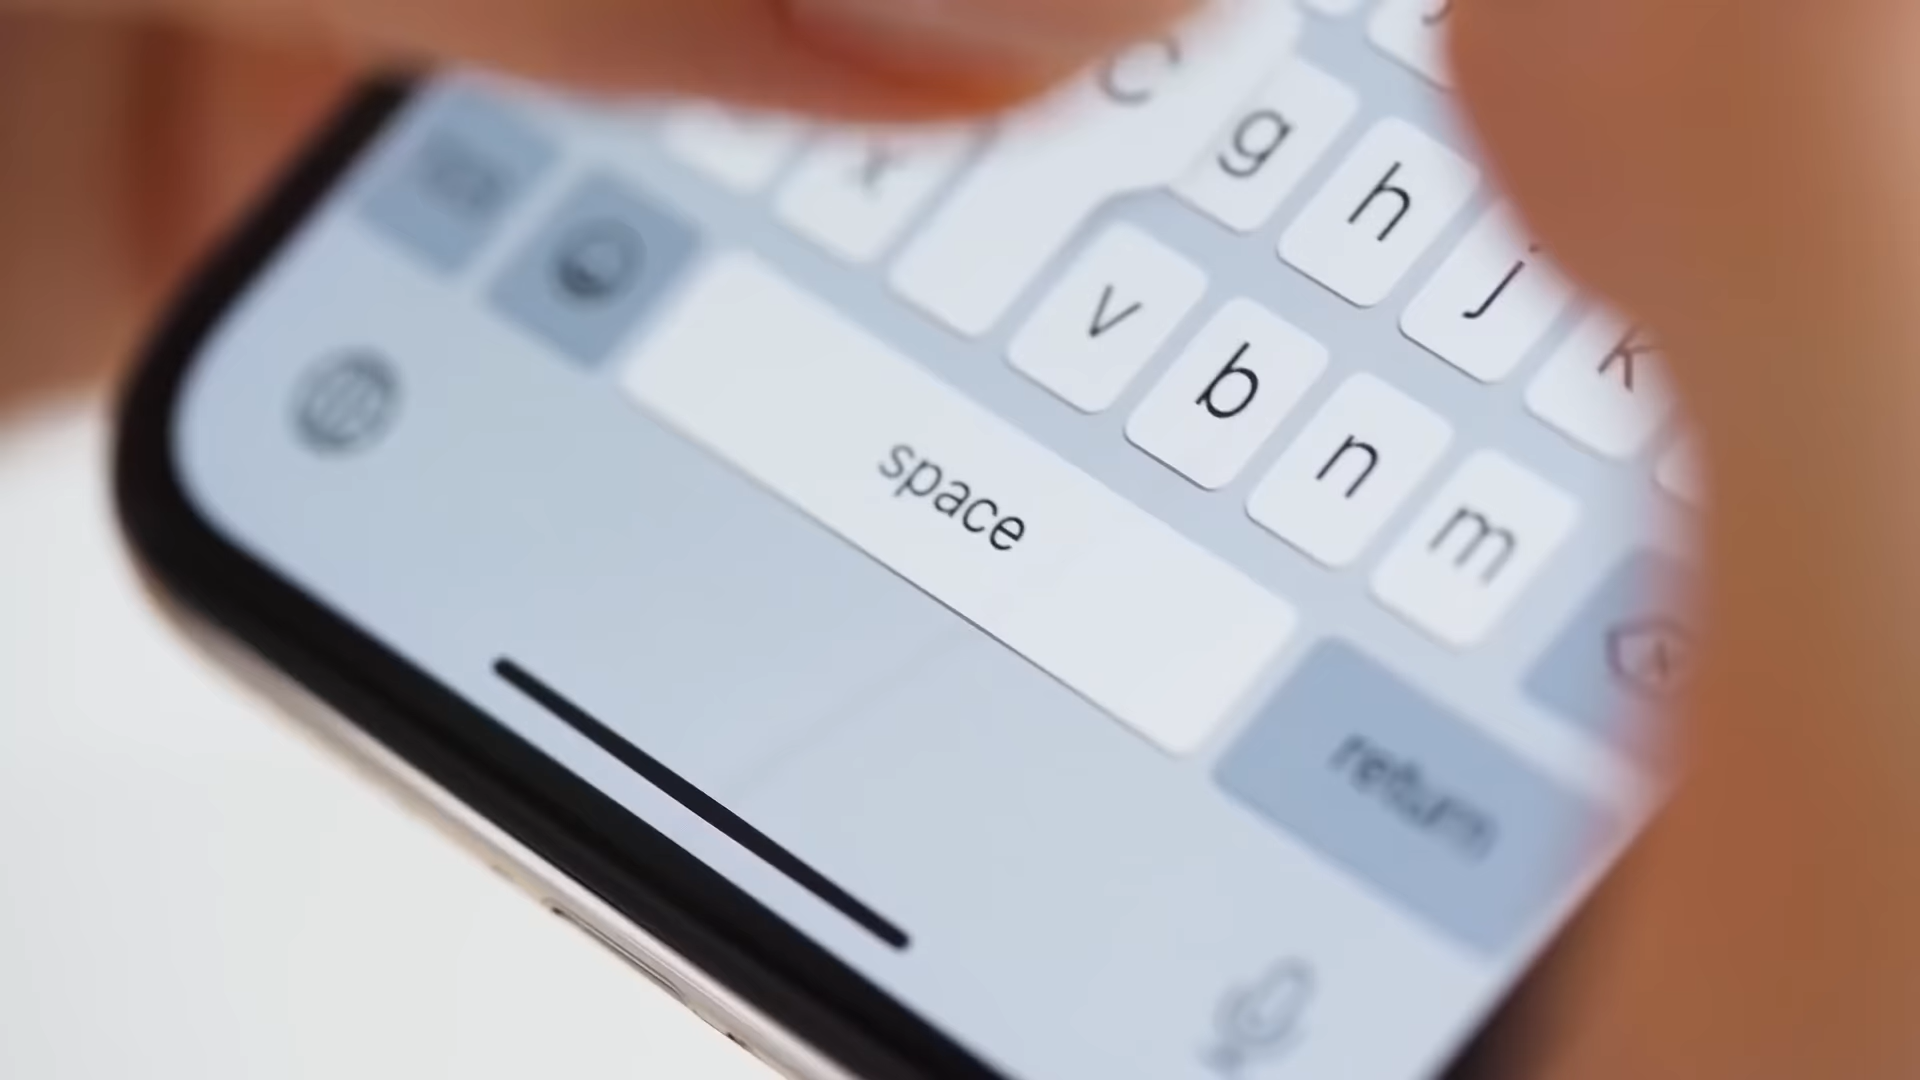 c
g h j k
x v b n m
space
return